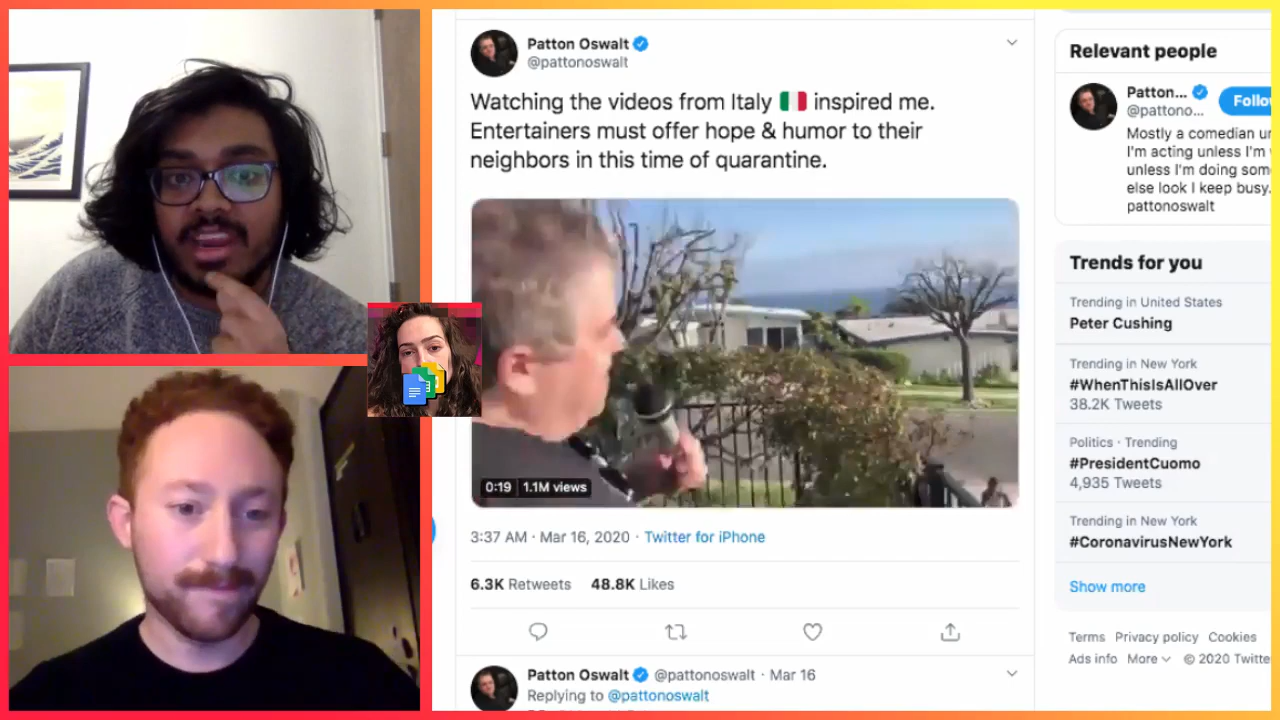 Patton Oswalt
@pattonoswalt
Watching the videos from Italy 🇮🇹 inspired me.
Entertainers must offer hope & humor to their
neighbors in this time of quarantine.
0:19 1.1M views
3:37 AM · Mar 16, 2020 · Twitter for iPhone
6.3K Retweets 48.8K Likes
Patton Oswalt @pattonoswalt · Mar 16
Replying to @pattonoswalt
Relevant people
Patton...
@pattono...
Follow
Mostly a comedian
I'm acting unless I'm
unless I'm doing
else look I keep busy.
pattonoswalt
Trends for you
Trending in United States
Peter Cushing
Trending in New York
#WhenThisIsAllOver
38.2K Tweets
Politics · Trending
#PresidentCuomo
4,935 Tweets
Trending in New York
#CoronavirusNewYork
Show more
Terms Privacy policy Cookies
Ads info More © 2020 Twitte